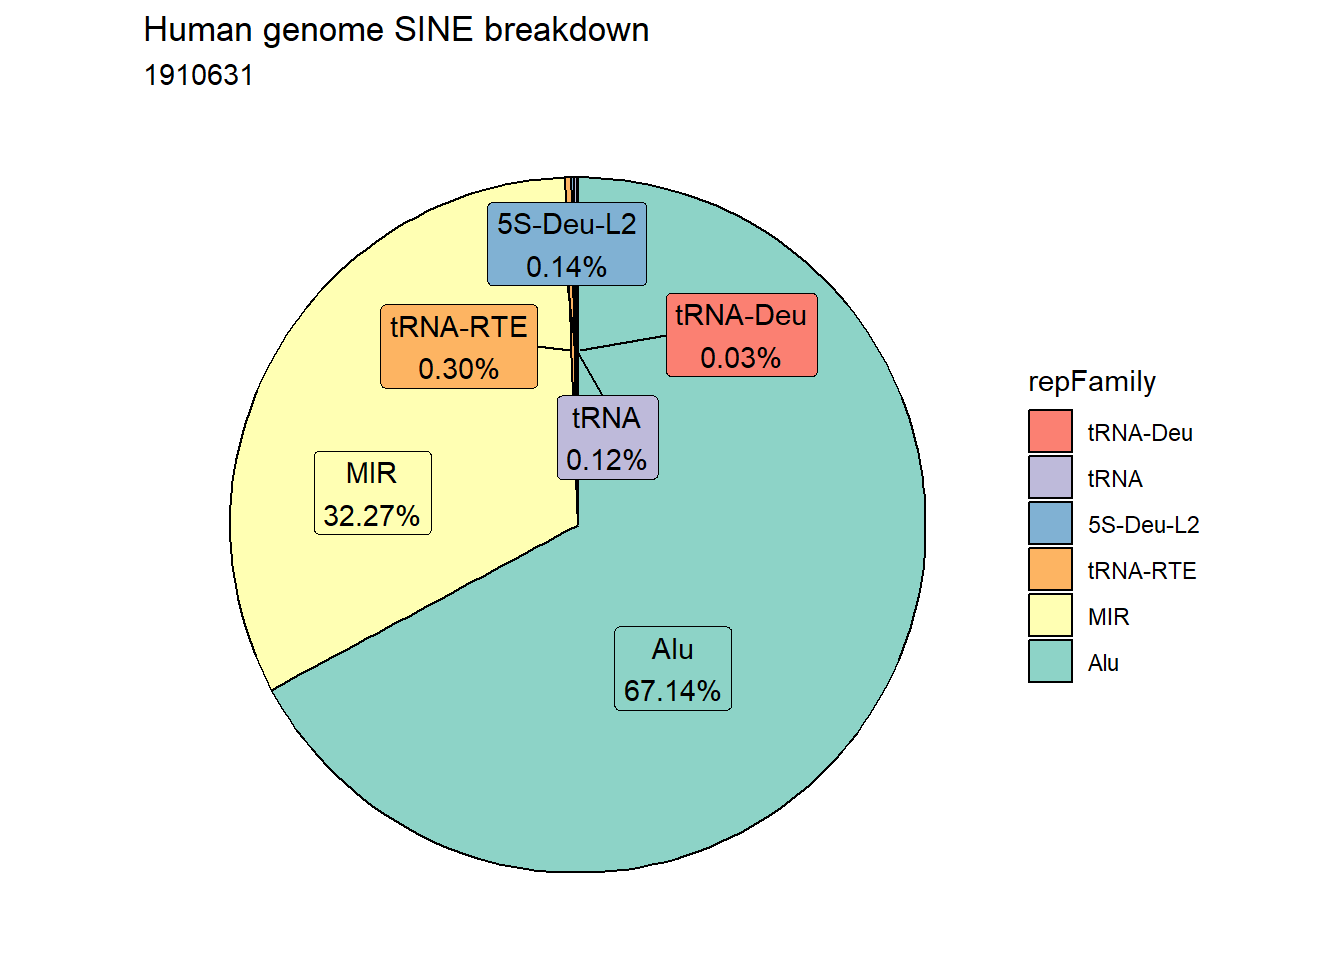 Human genome SINE breakdown
1910631
5S-Deu-L2
0.14%
tRNA-Deu
0.03%
tRNA-RTE
0.30%
tRNA
0.12%
MIR
32.27%
Alu
67.14%
repFamily
tRNA-Deu
tRNA
5S-Deu-L2
tRNA-RTE
MIR
Alu